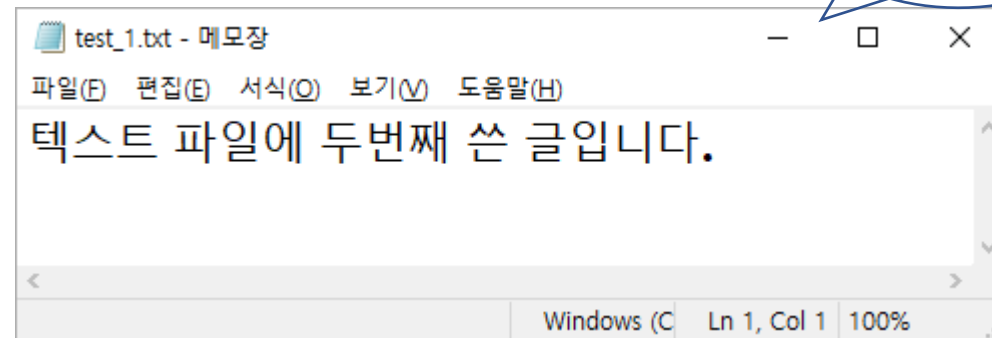 test_1.txt - 메모장
파일(F) 편집(E) 서식(O) 보기(V) 도움말(H)
텍스트 파일에 두번째 쓴 글입니다.
Windows (C Ln 1, Col 1 100%